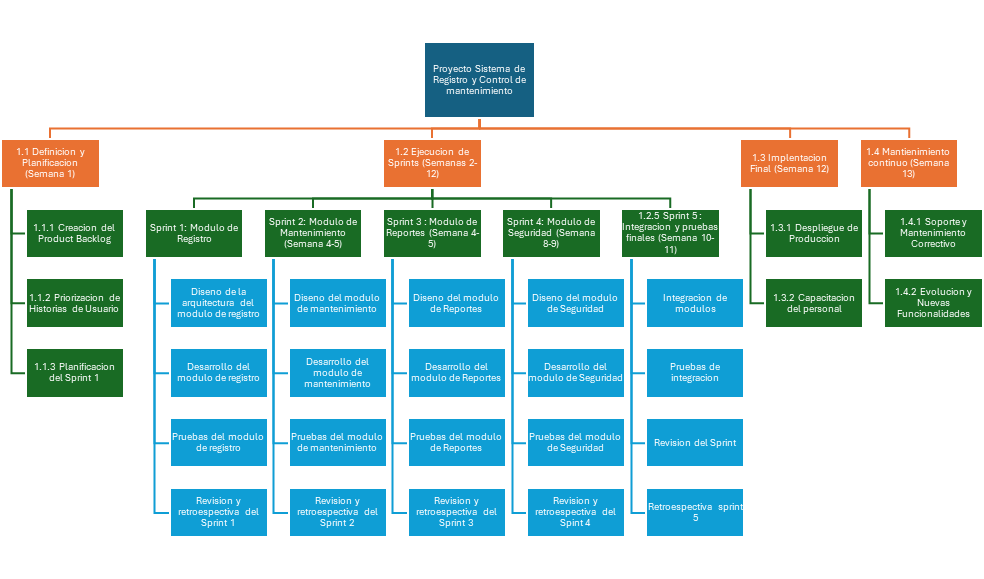 Proyecto Sistema de
Registro y Control de
mantenimiento
1.1 Definicion y
Planificacion
(Semana 1)
1.2 Ejecucion de
Sprints (Semanas 2-
12)
1.3 Implentacion
Final (Semana 12)
1.4 Mantienimiento
continuo (Semana
13)
1.1.1 Creacion del
Product Backlog
Sprint 1: Modulo de
Registro
Sprint 2: Modulo de
Mantenimiento
(Semana 4-5)
Sprint 3 : Modulo de
Reportes (Semana 4-
5)
Sprint 4: Modulo de
Seguridad (Semana
8-9)
1.2.5 Sprint 5 :
Integracion y pruebas
finales (Semana 10-
11)
1.3.1 Despliegue de
Produccion
1.4.1 Soporte y
Mantenimiento
Correctivo
1.1.2 Priorizacion de
Historias de Usuario
Diseno de la
arquitectura del
modulo de registro
Diseno del modulo
de mantenimiento
Diseno del modulo
de Reportes
Diseno del modulo
de Seguridad
Integracion de
modulos
1.3.2 Capacitacion
del personal
1.4.2 Evolucion y
Nuevas
Funcionalidades
1.1.3 Planificacion
del Sprint 1
Desarrollo del
modulo de registro
Desarrollo del
modulo de
mantenimiento
Desarrollo del
modulo de Reportes
Desarrollo del
modulo de Seguridad
Pruebas de
integracion
Pruebas del modulo
de registro
Pruebas del modulo
de mantenimiento
Pruebas del modulo
de Reportes
Pruebas del modulo
de Seguridad
Revision del Sprint
Revision y
retroespectiva del
Sprint 1
Revision y
retroespectiva del
Sprint 2
Revision y
retroespectiva del
Sprint 3
Revision y
retroespectiva del
Spint 4
Retroespectiva sprint
5